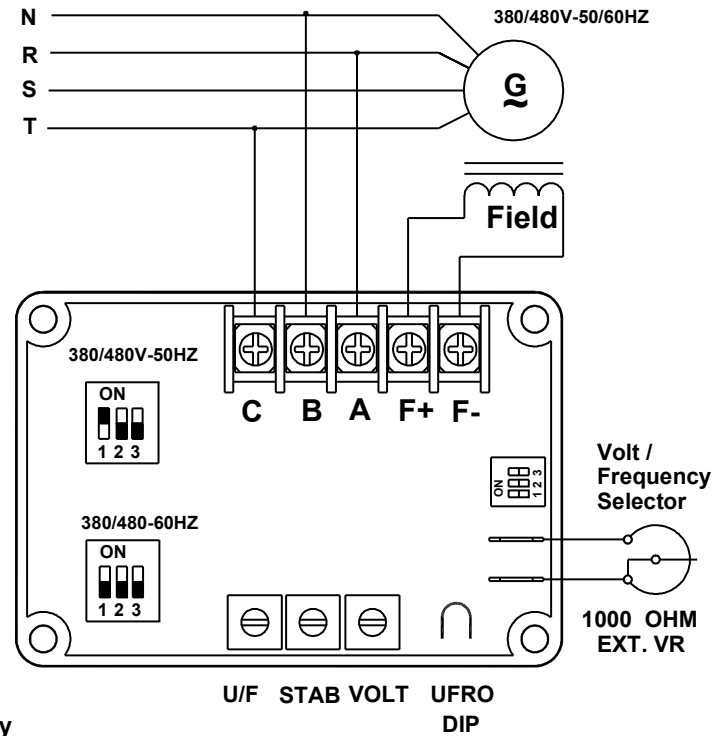 N
380/480V-50/60HZ
R
S
T
G
~
Field
380/480V-50HZ
ON
1 2 3
C B A F+ F-
ON
1 2 3
Volt /
Frequency
Selector
380/480-60HZ
ON
1 2 3
1000 OHM
EXT. VR
U/F STAB VOLT UFRO
DIP
y